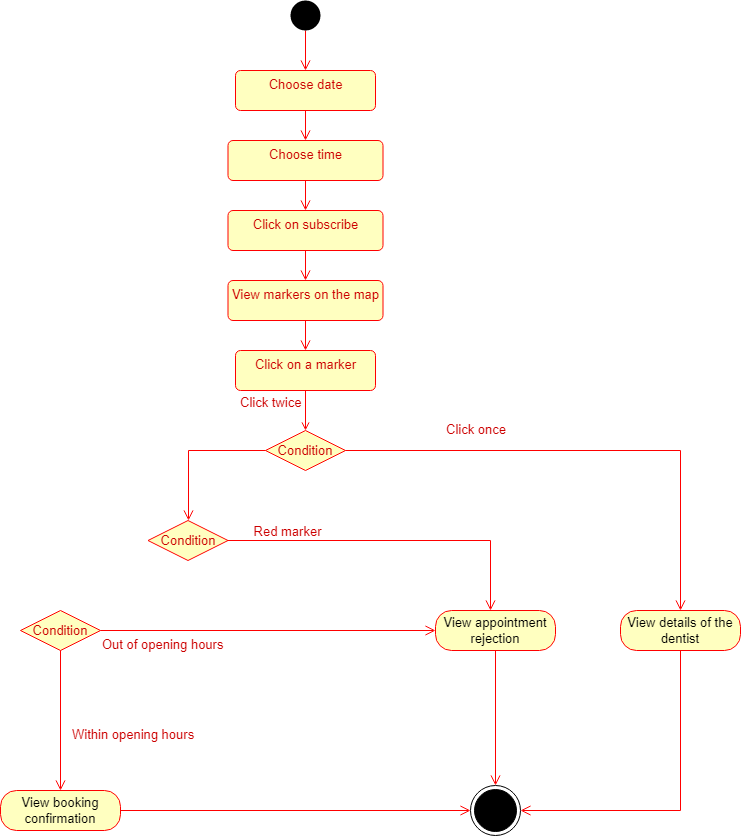 Choose date
Choose time
Click on subscribe
View markers on the map
Click on a marker
Click twice
Click once
Condition
Condition
Red marker
View appointment
rejection
View details of the
dentist
Condition
Out of opening hours
Within opening hours
View booking
confirmation